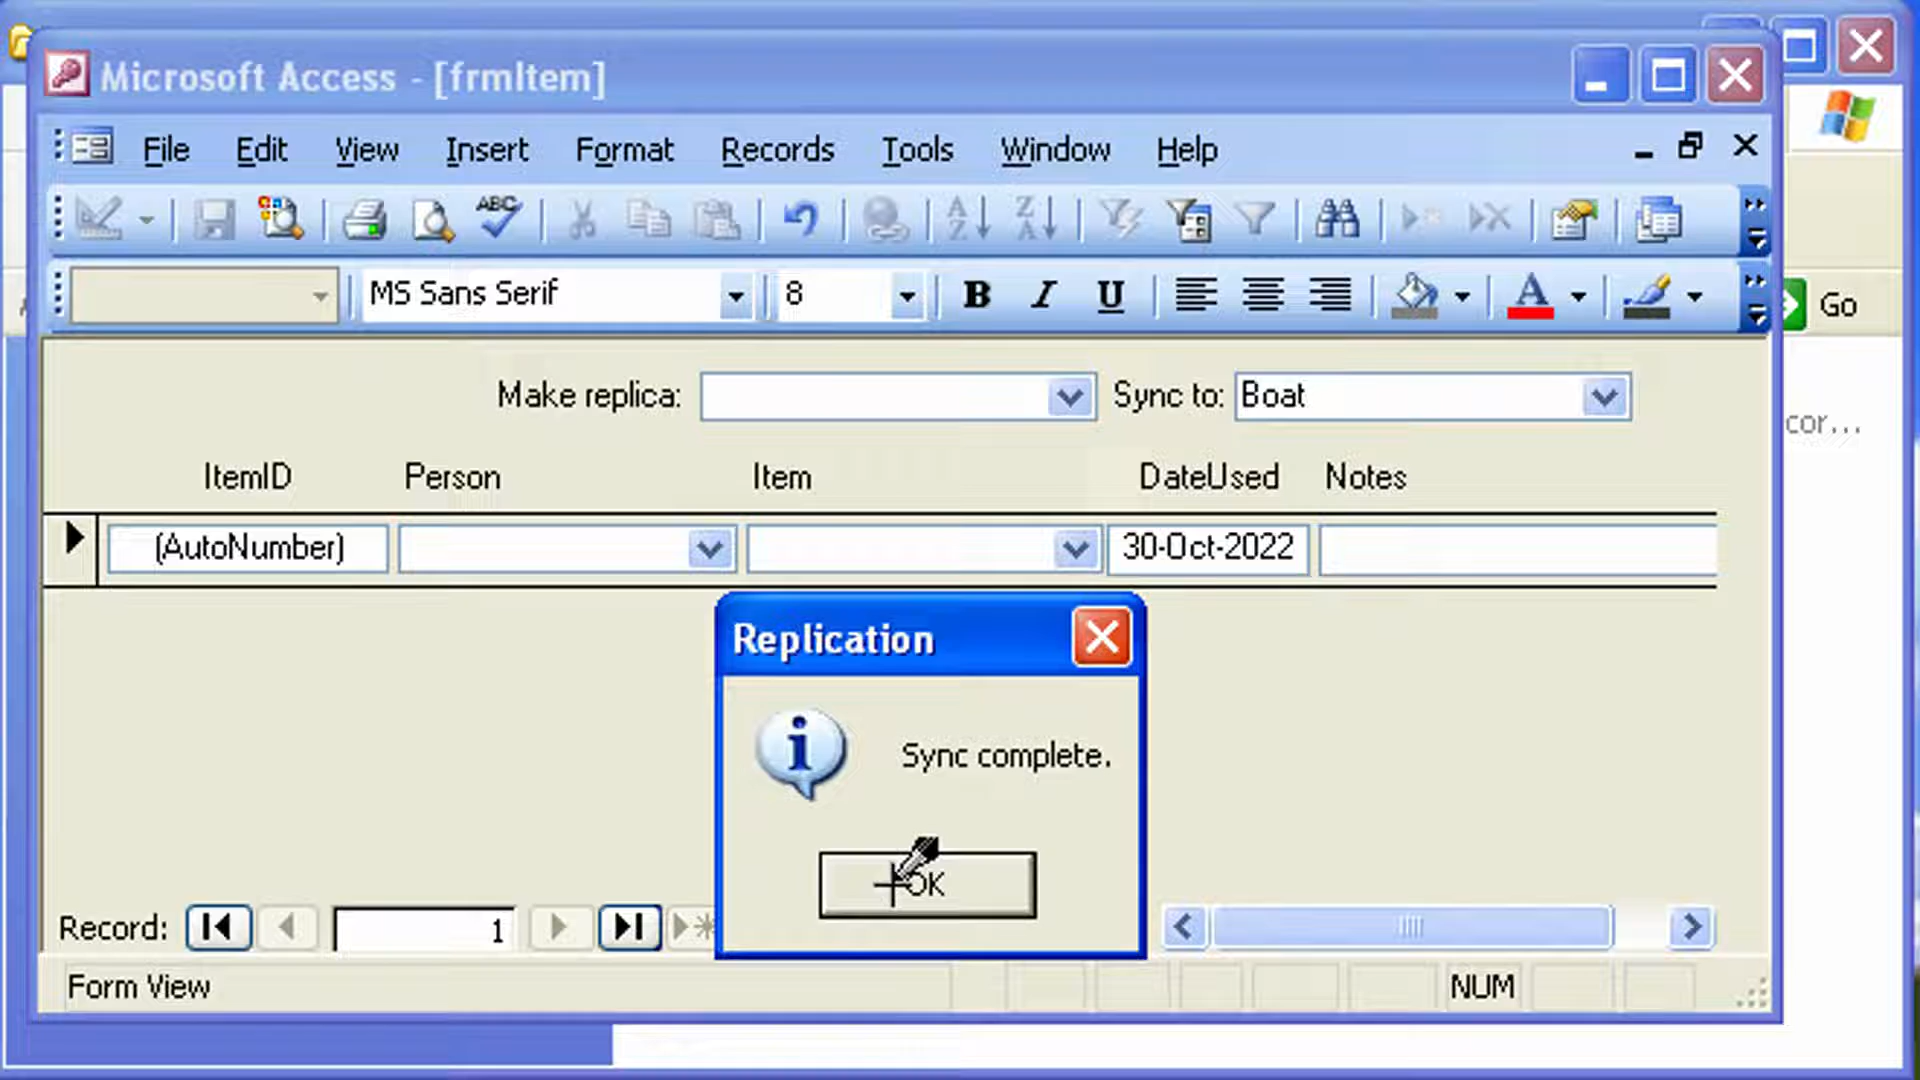 Microsoft Access - [frmItem]
File Edit View Insert Format Records Tools Window Help
ABC A Z Z A
MS Sans Serif 8 B I U A Go
Make replica: Sync to: Boat
cor...
ItemID Person Item DateUsed Notes
(AutoNumber) 30-Oct-2022
Replication
Sync complete.
OK
Record: 1
Form View NUM